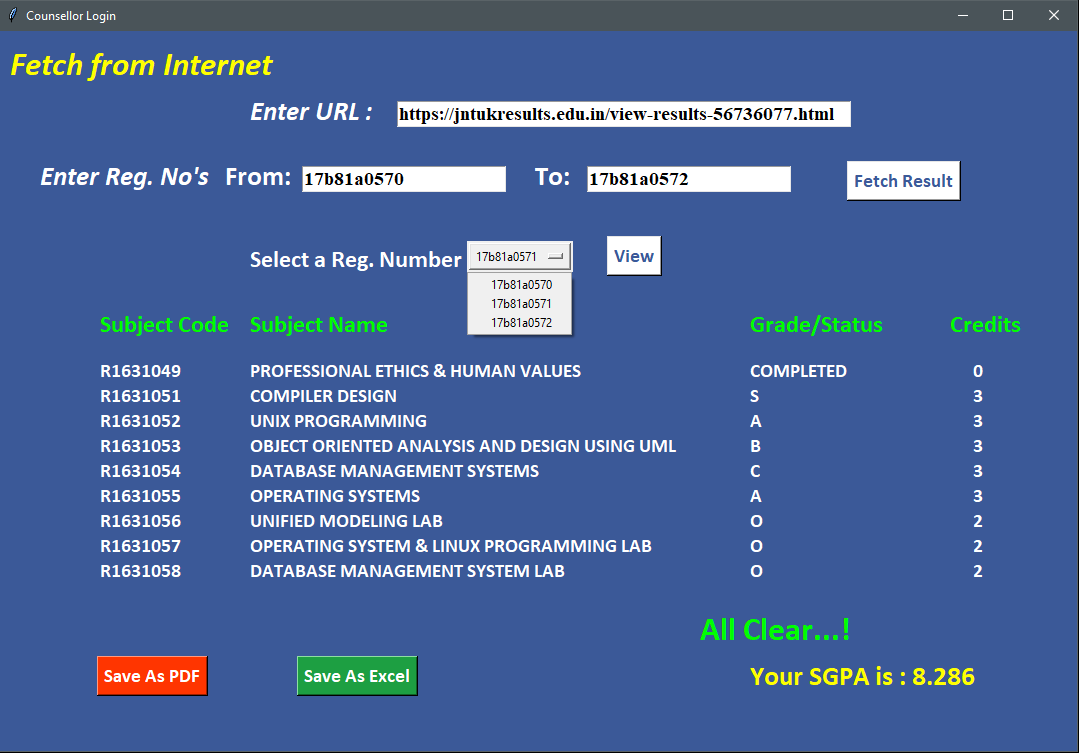 Counsellor Login
Fetch from Internet
Enter URL : https://jntukresults.edu.in/view-results-56736077.html
Enter Reg. No's From: 17b81a0570 To: 17b81a0572 Fetch Result
Select a Reg. Number 17b81a0571 View
17b81a0570
17b81a0571
17b81a0572
Subject Code Subject Name Grade/Status Credits
R1631049 PROFESSIONAL ETHICS & HUMAN VALUES COMPLETED 0
R1631051 COMPILER DESIGN S 3
R1631052 UNIX PROGRAMMING A 3
R1631053 OBJECT ORIENTED ANALYSIS AND DESIGN USING UML B 3
R1631054 DATABASE MANAGEMENT SYSTEMS C 3
R1631055 OPERATING SYSTEMS A 3
R1631056 UNIFIED MODELING LAB O 2
R1631057 OPERATING SYSTEM & LINUX PROGRAMMING LAB O 2
R1631058 DATABASE MANAGEMENT SYSTEM LAB O 2
All Clear...!
Save As PDF Save As Excel Your SGPA is : 8.286